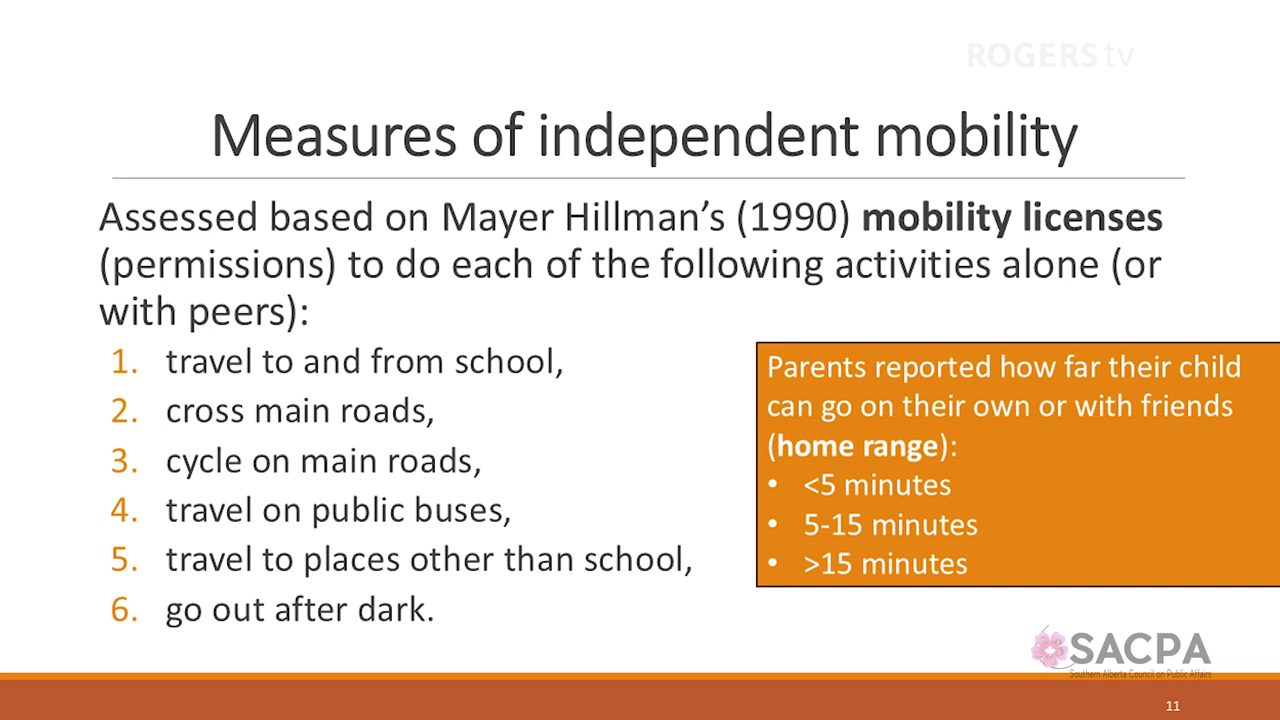 ROGERS tv
Measures of independent mobility
Assessed based on Mayer Hillman’s (1990) mobility licenses
(permissions) to do each of the following activities alone (or
with peers):
1. travel to and from school,
2. cross main roads,
3. cycle on main roads,
4. travel on public buses,
5. travel to places other than school,
6. go out after dark.
Parents reported how far their child
can go on their own or with friends
(home range):
• <5 minutes
• 5-15 minutes
• >15 minutes
SACPA
Southern Alberta Council on Public Affairs
11